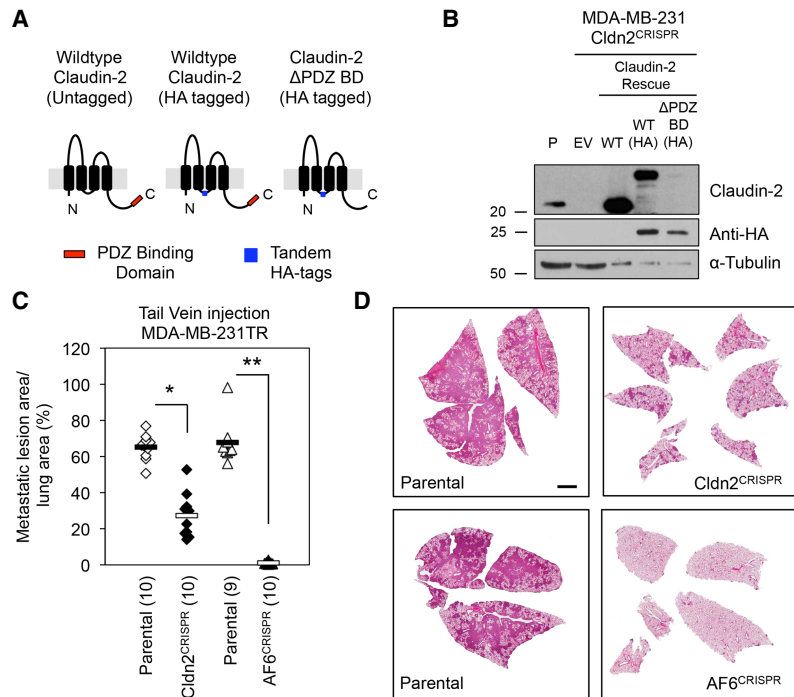 A
Wildtype
Claudin-2
(Untagged)
Wildtype
Claudin-2
(HA tagged)
Claudin-2
ΔPDZ BD
(HA tagged)
N
C
N
C
N
C
PDZ Binding
Domain
Tandem
HA-tags
B
MDA-MB-231
Cldn2CRISPR
Claudin-2
Rescue
P
EV
WT
WT
(HA)
ΔPDZ
BD
(HA)
Claudin-2
20
25
Anti-HA
α-Tubulin
50
C
Tail Vein injection
MDA-MB-231TR
Metastatic lesion area/
lung area (%)
120
100
80
60
40
20
0
*
**
Parental (10)
Cldn2CRISPR (10)
Parental (9)
AF6CRISPR (10)
D
Parental
Cldn2CRISPR
Parental
AF6CRISPR